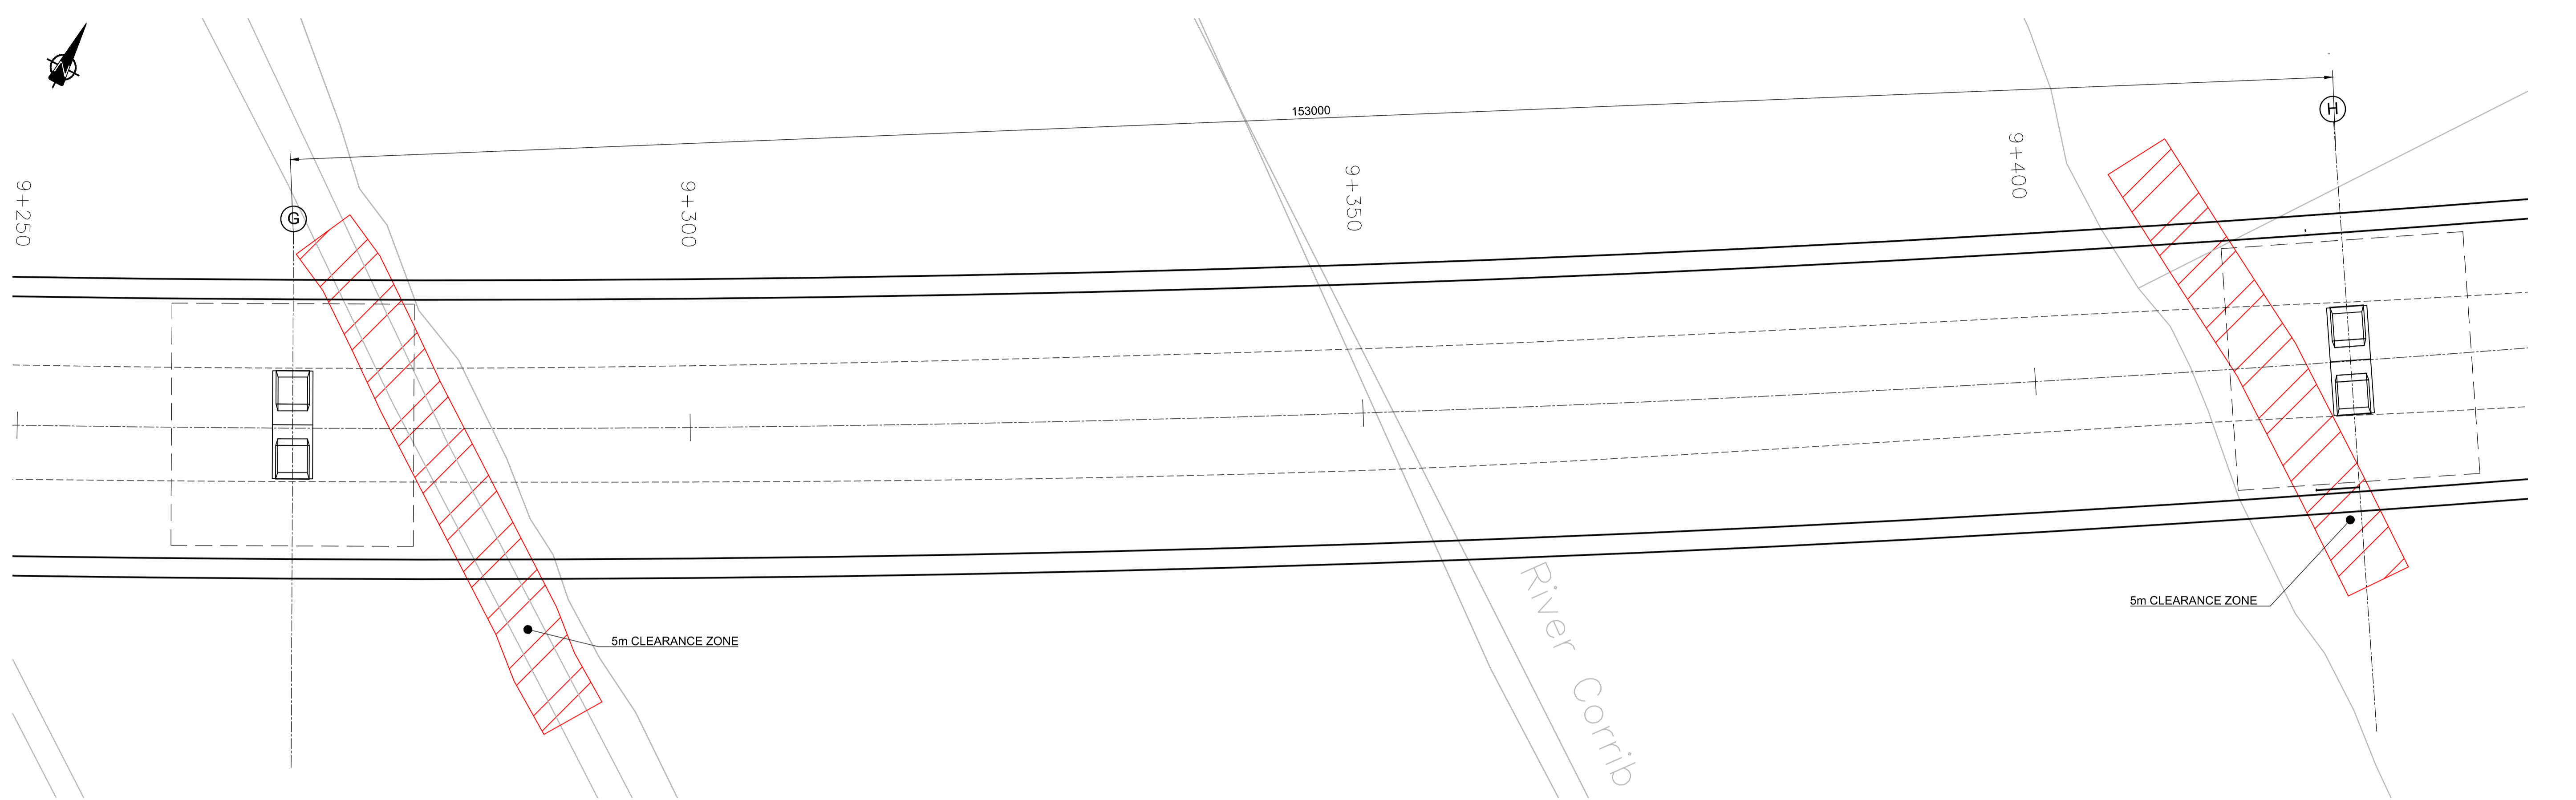 N
153000
H
G
9+250
9+300
9+350
9+400
5m CLEARANCE ZONE
5m CLEARANCE ZONE
River Corrib